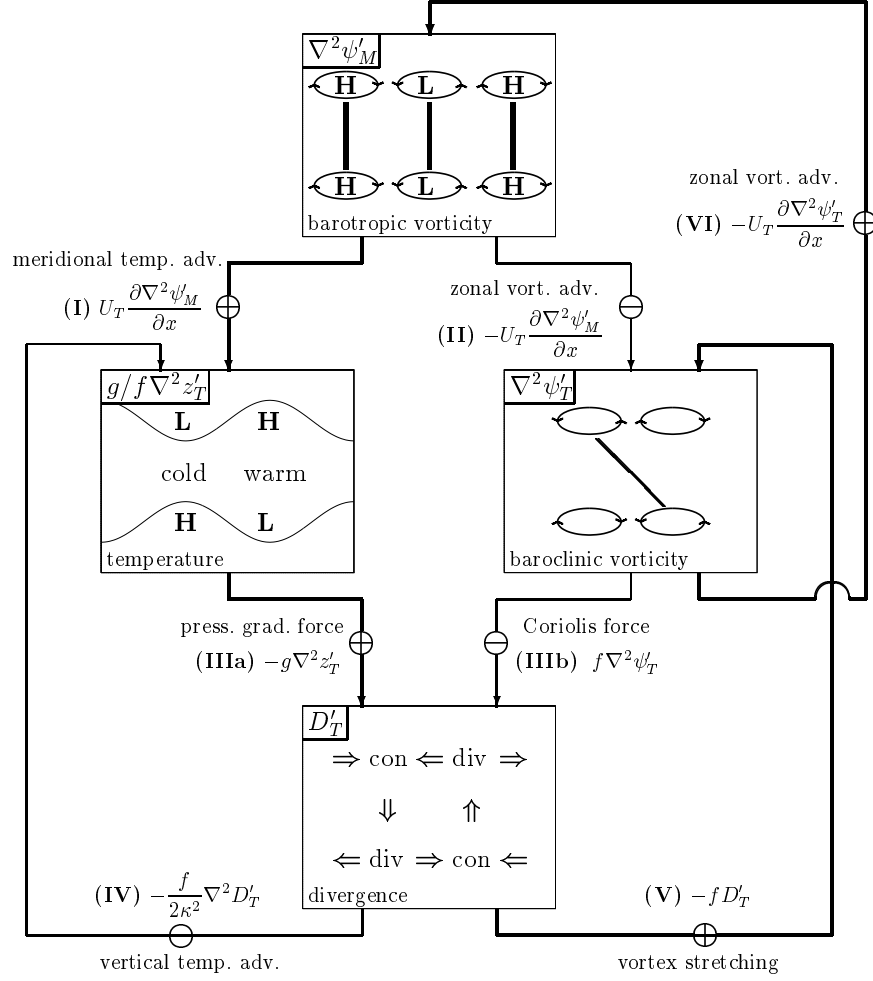 ∇²ψ′_M
H L H
H L H
barotropic vorticity
zonal vort. adv.
(VI) −U_T ∂∇²ψ′_T/∂x
meridional temp. adv.
(I) U_T ∂∇²ψ′_M/∂x
zonal vort. adv.
(II) −U_T ∂∇²ψ′_M/∂x
g/f∇²z′_T
L H
cold warm
H L
temperature
∇²ψ′_T
baroclinic vorticity
press. grad. force
(IIIa) −g∇²z′_T
Coriolis force
(IIIb) f∇²ψ′_T
D′_T
⇒ con ⇐ div ⇒
⇓ ⇑
⇐ div ⇒ con ⇐
divergence
(IV) −f/2κ² ∇²D′_T
vertical temp. adv.
(V) −fD′_T
vortex stretching